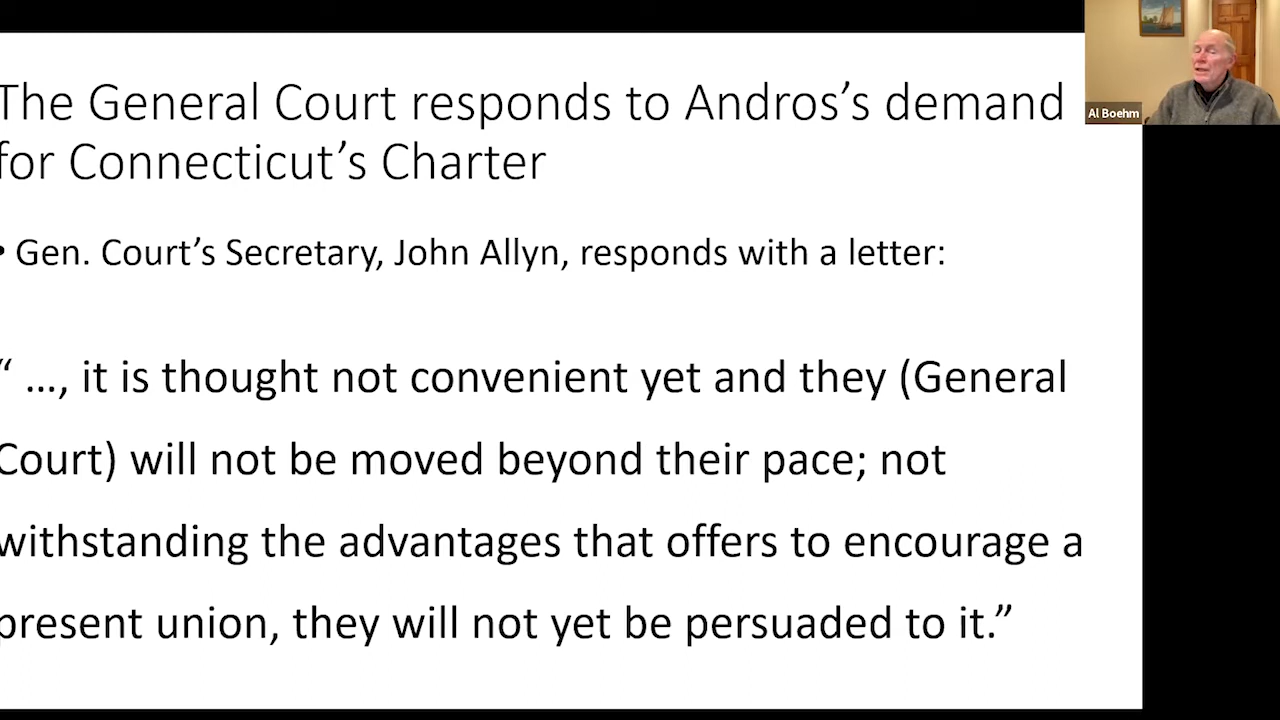 The General Court responds to Andros’s demand
for Connecticut’s Charter
• Gen. Court’s Secretary, John Allyn, responds with a letter:
“ …, it is thought not convenient yet and they (General
Court) will not be moved beyond their pace; not
withstanding the advantages that offers to encourage a
present union, they will not yet be persuaded to it.”
Al Boehm